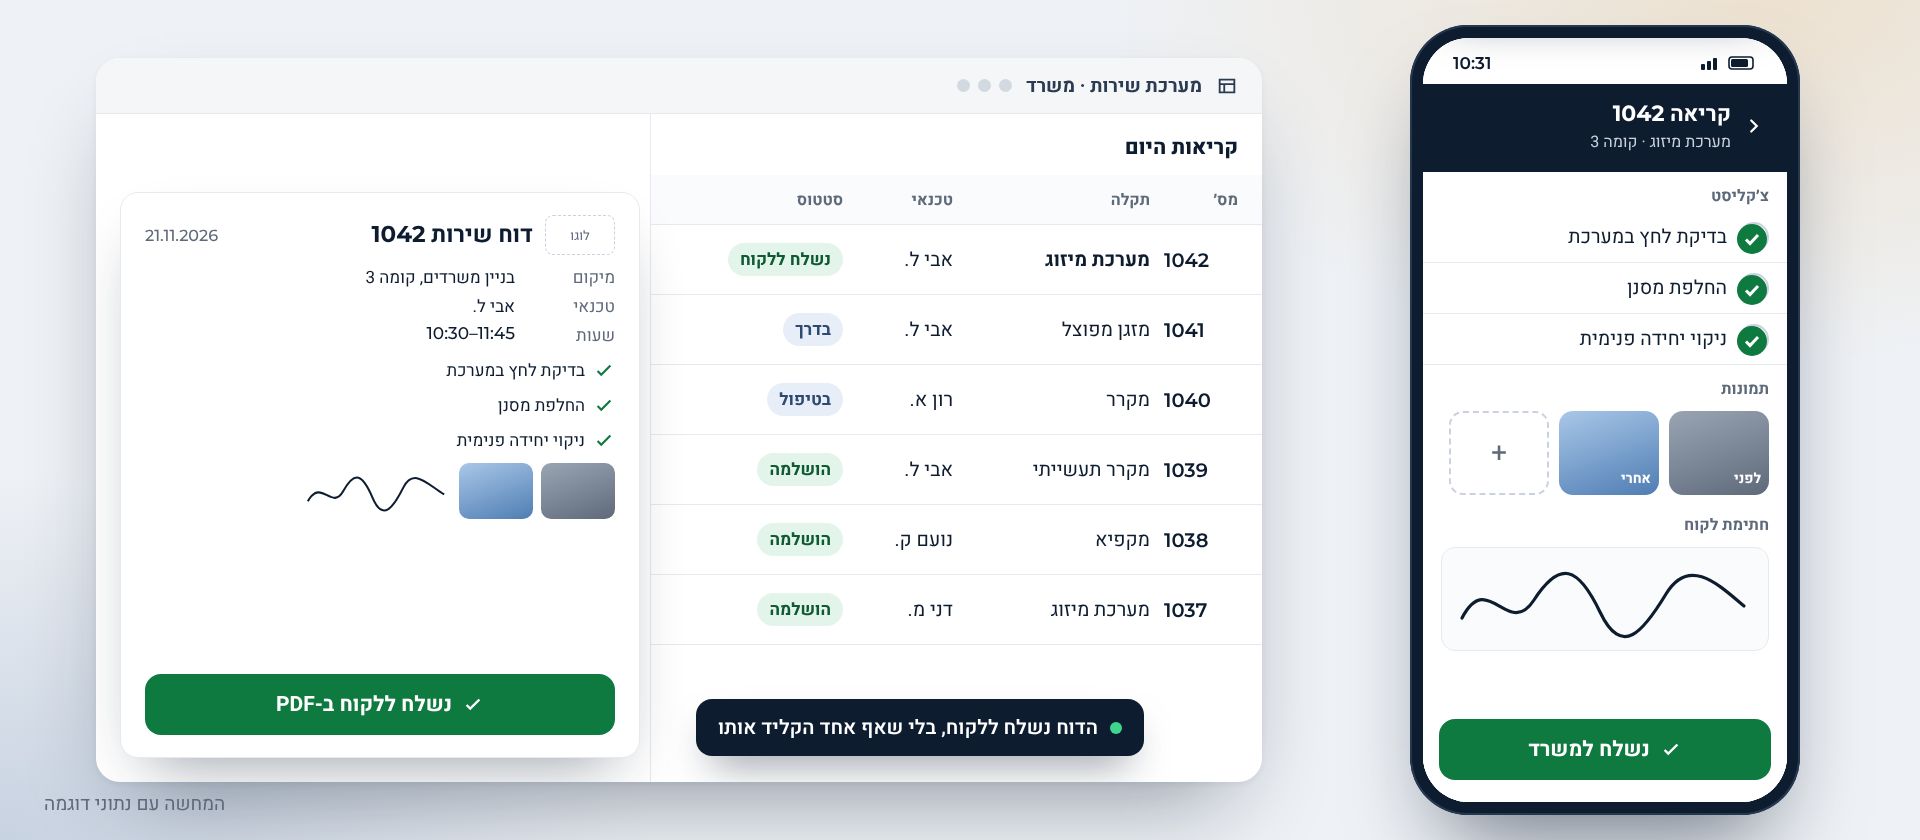 10:31
קריאה 1042
מערכת מיזוג · קומה 3
צ׳קליסט
בדיקת לחץ במערכת
החלפת מסנן
ניקוי יחידה פנימית
תמונות
לפני
אחרי
+
חתימת לקוח
נשלח למשרד
מערכת שירות · משרד
קריאות היום
מס׳ תקלה טכנאי סטטוס
1042 מערכת מיזוג אבי ל. נשלח ללקוח
1041 מזגן מפוצל אבי ל. בדרך
1040 מקרר רון א. בטיפול
1039 מקרר תעשייתי אבי ל. הושלמה
1038 מקפיא נועם ק. הושלמה
1037 מערכת מיזוג דני מ. הושלמה
הדוח נשלח ללקוח, בלי שאף אחד הקליד אותו
לוגו
דוח שירות 1042
21.11.2026
מיקום בניין משרדים, קומה 3
טכנאי אבי ל.
שעות 10:30–11:45
בדיקת לחץ במערכת
החלפת מסנן
ניקוי יחידה פנימית
נשלח ללקוח ב-PDF
המחשה עם נתוני דוגמה